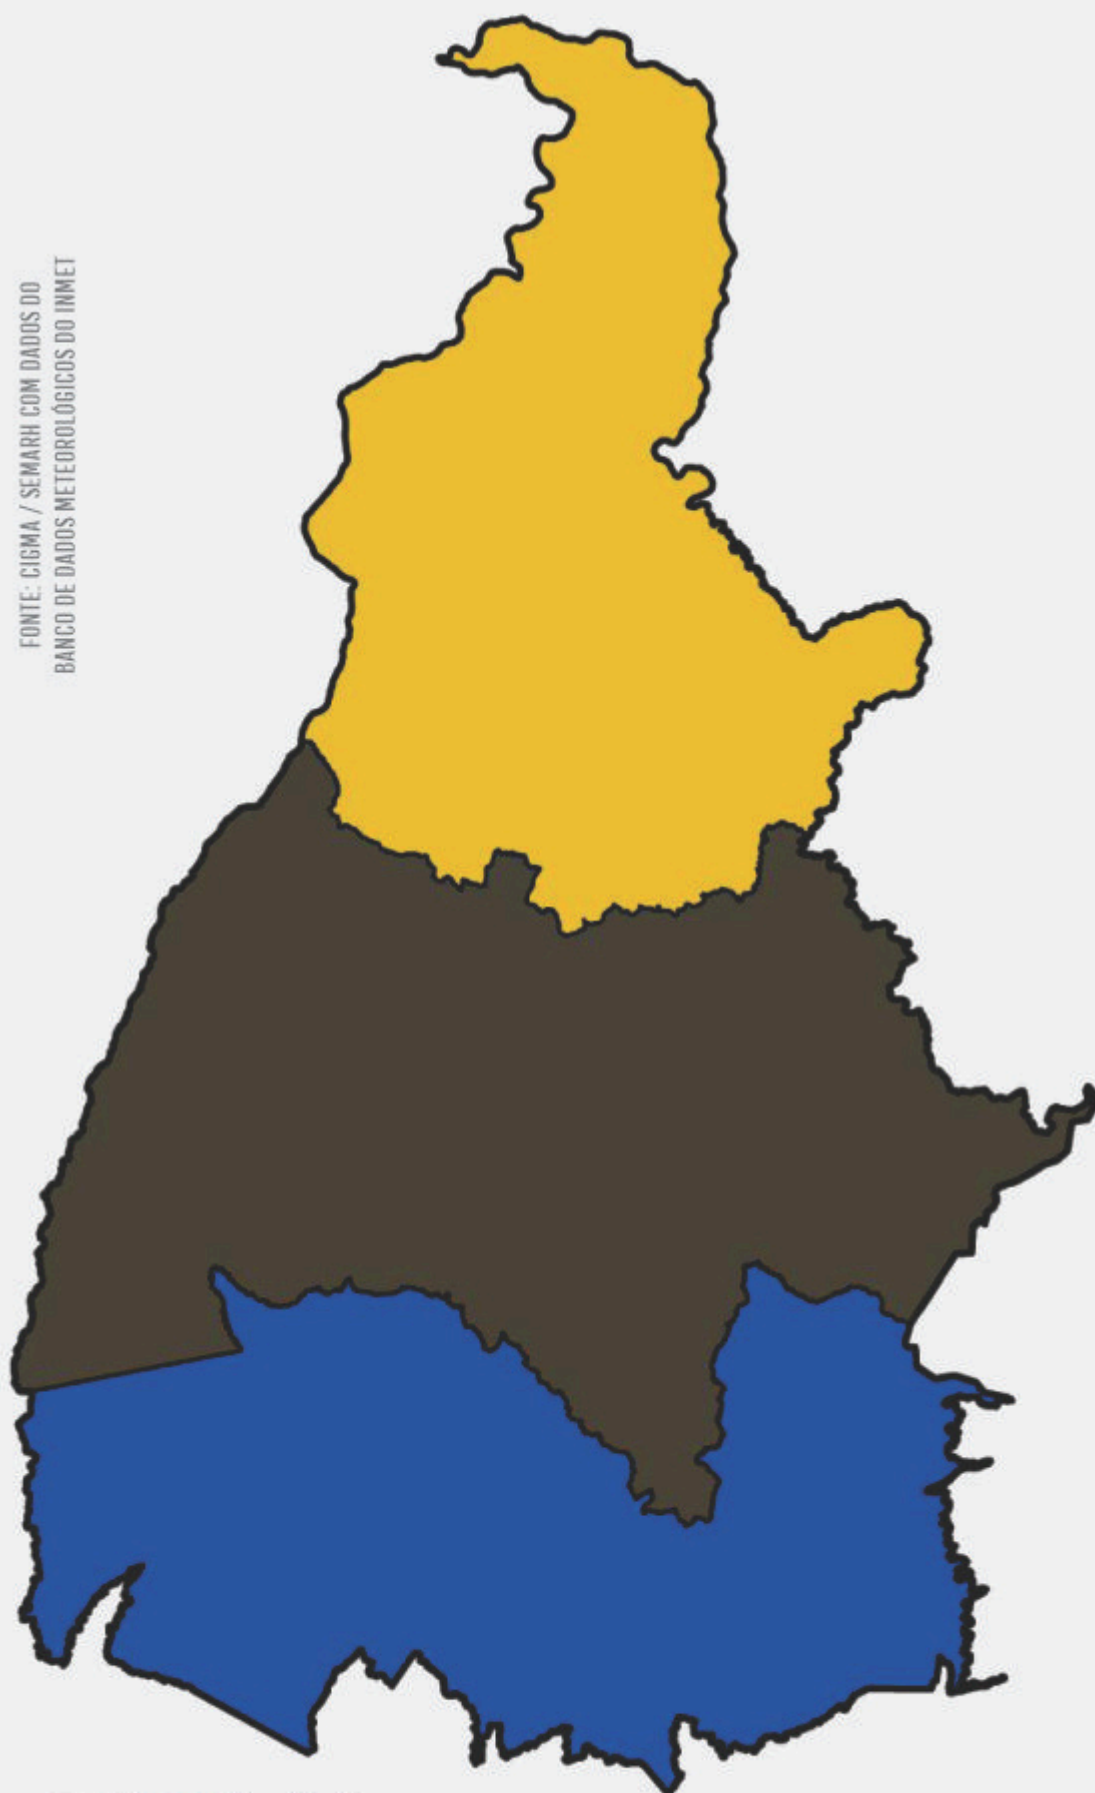 FONTE: CIGMA / SEMARH COM DADOS DO
BANCO DE DADOS METEOROLÓGICOS DO INMET